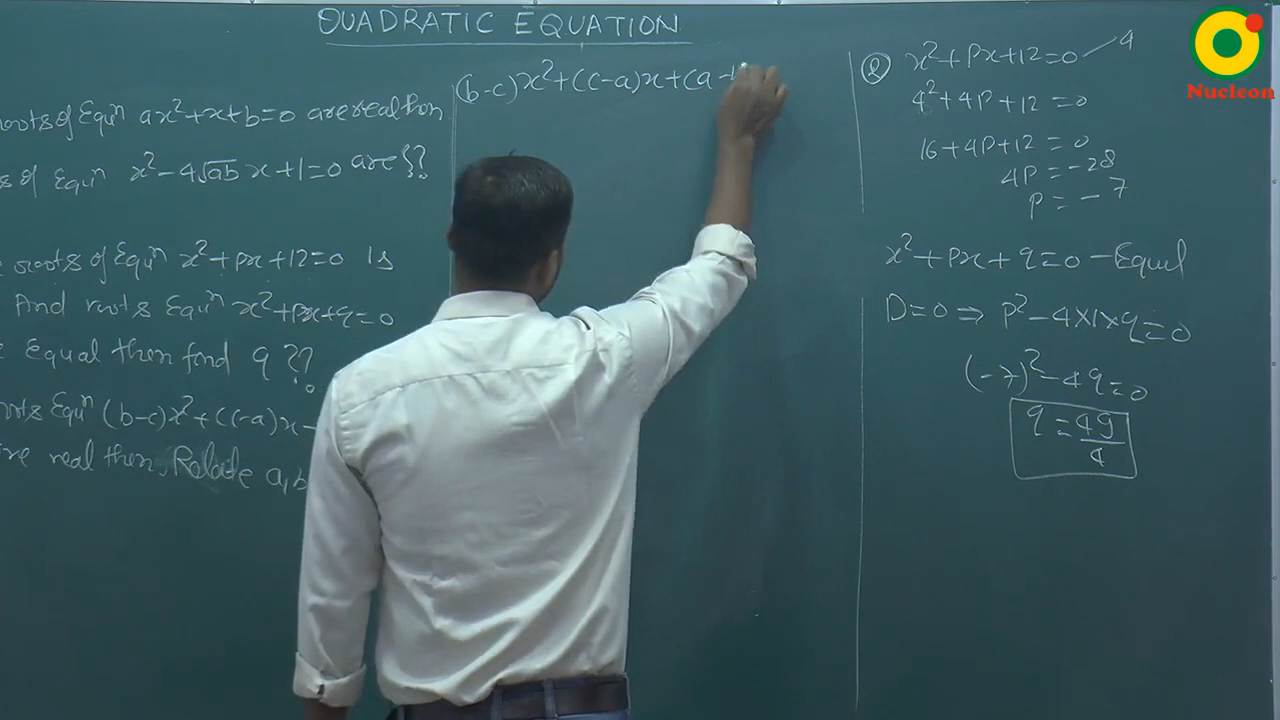 QUADRATIC EQUATION
roots of Equⁿ ax²+x+b=0 are real then
of Equⁿ x²-4√ab x+1=0 are ??
roots of Equⁿ x²+px+12=0 is
And roots Equⁿ x²+px+q=0
Equal then find q ??
Equⁿ (b-c)x²+(c-a)x
real then Relate a,b
(b-c)x²+(c-a)x+(a-
② x²+Px+12=0 4
4²+4P+12=0
16+4P+12=0
4P=-28
P=-7
x²+Px+q=0-Equal
D=0 ⇒ P²-4×1×q=0
(-7)²-4q=0
q=49/4
Nucleon